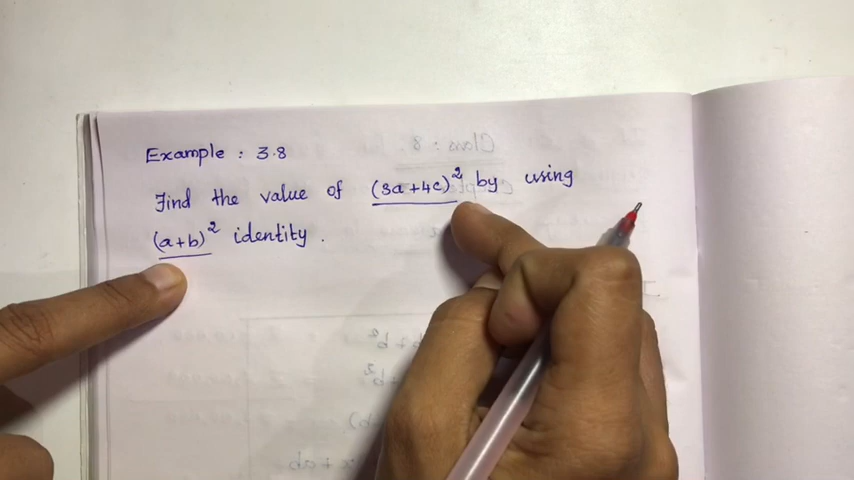 Example : 3.8
Find the value of (3a+4c)² by using
(a+b)² identity.